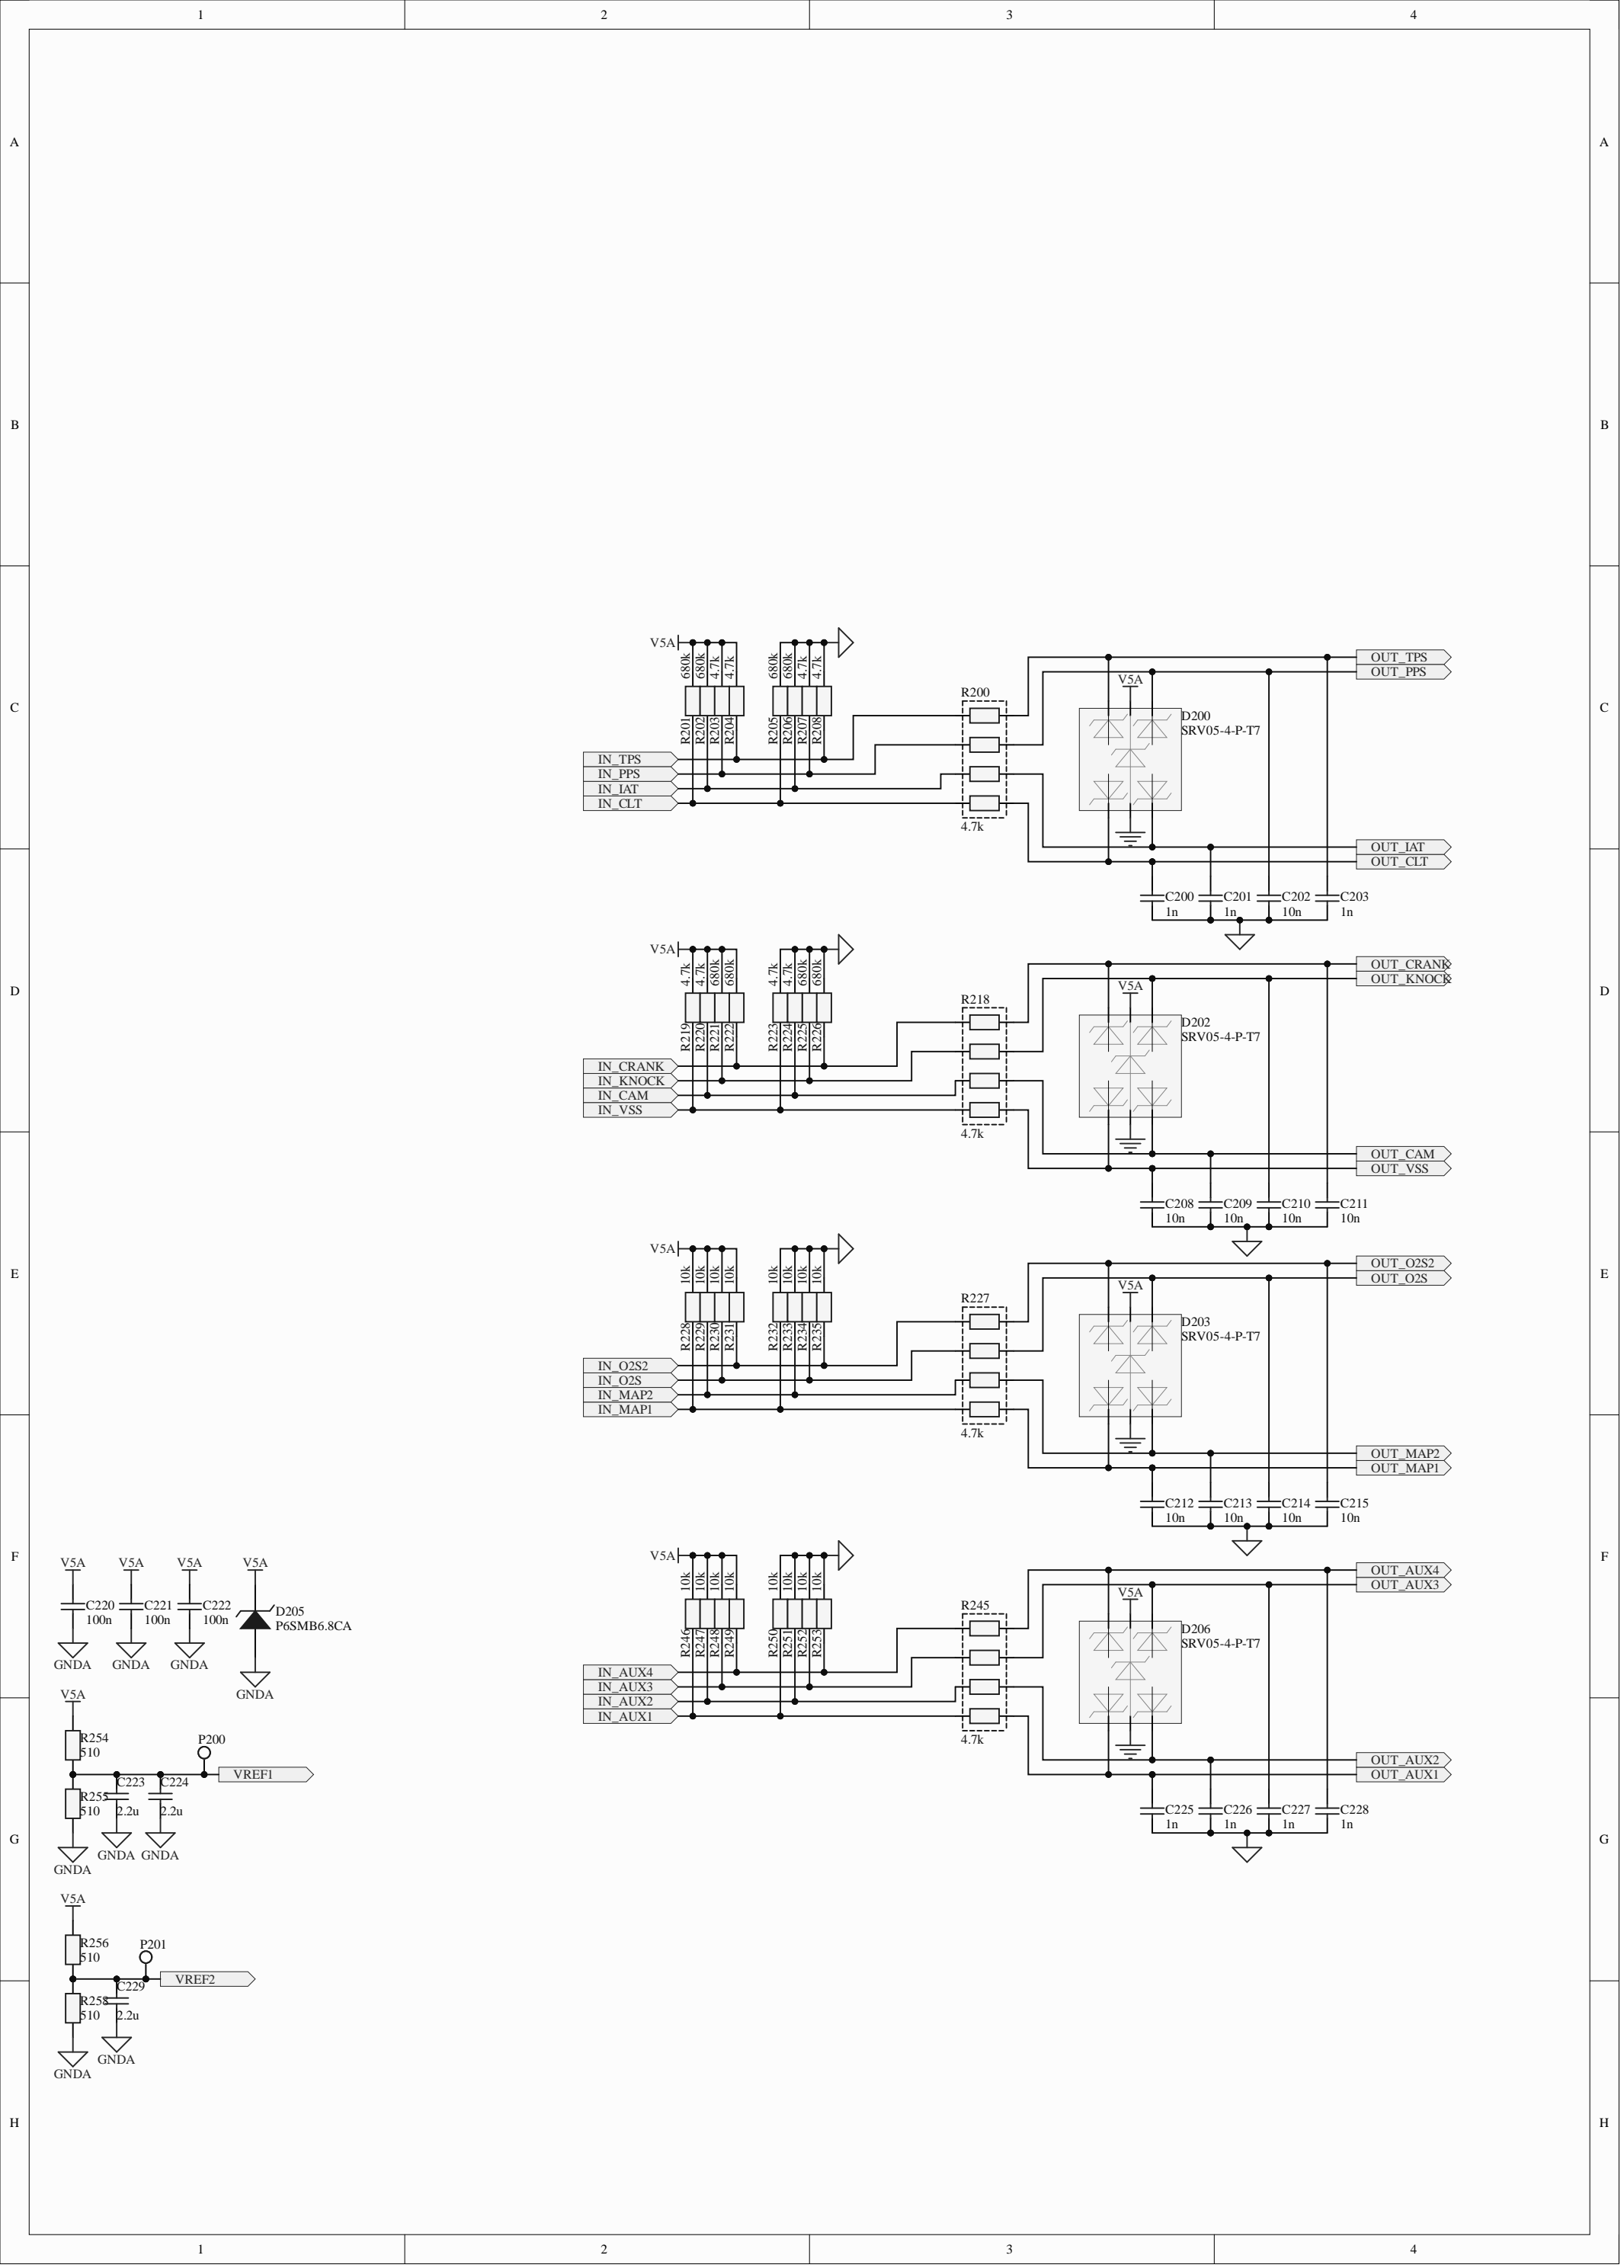 1 2 3 4
A A
B B
C C
V5A
680k 680k 4.7k 4.7k 680k 680k 4.7k 4.7k
OUT_TPS
OUT_PPS
V5A
R200
D200
SRV05-4-P-T7
R201 R202 R203 R204 R205 R206 R207 R208
IN_TPS
IN_PPS
IN_IAT
IN_CLT
4.7k
OUT_IAT
OUT_CLT
C200 C201 C202 C203
1n 1n 10n 1n
D D
V5A
4.7k 4.7k 680k 680k 4.7k 4.7k 680k 680k
OUT_CRANK
OUT_KNOCK
V5A
R218
D202
SRV05-4-P-T7
R219 R220 R221 R222 R223 R224 R225 R226
IN_CRANK
IN_KNOCK
IN_CAM
IN_VSS
4.7k
OUT_CAM
OUT_VSS
C208 C209 C210 C211
10n 10n 10n 10n
E E
V5A
10k 10k 10k 10k 10k 10k 10k 10k
OUT_O2S2
OUT_O2S
V5A
R227
D203
SRV05-4-P-T7
R228 R229 R230 R231 R232 R233 R234 R235
IN_O2S2
IN_O2S
IN_MAP2
IN_MAP1
4.7k
OUT_MAP2
OUT_MAP1
C212 C213 C214 C215
10n 10n 10n 10n
F F
V5A
10k 10k 10k 10k 10k 10k 10k 10k
OUT_AUX4
OUT_AUX3
V5A
R245
D206
SRV05-4-P-T7
R246 R247 R248 R249 R250 R251 R252 R253
IN_AUX4
IN_AUX3
IN_AUX2
IN_AUX1
4.7k
OUT_AUX2
OUT_AUX1
C225 C226 C227 C228
1n 1n 1n 1n
V5A V5A V5A V5A
C220 C221 C222 D205
100n 100n 100n P6SMB6.8CA
GNDA GNDA GNDA
GNDA
V5A
R254
510
P200
VREF1
C223 C224
R255
510 2.2u 2.2u
GNDA GNDA
GNDA
G G
V5A
R256
510
P201
VREF2
C229
R258
510 2.2u
GNDA
GNDA
H H
1 2 3 4